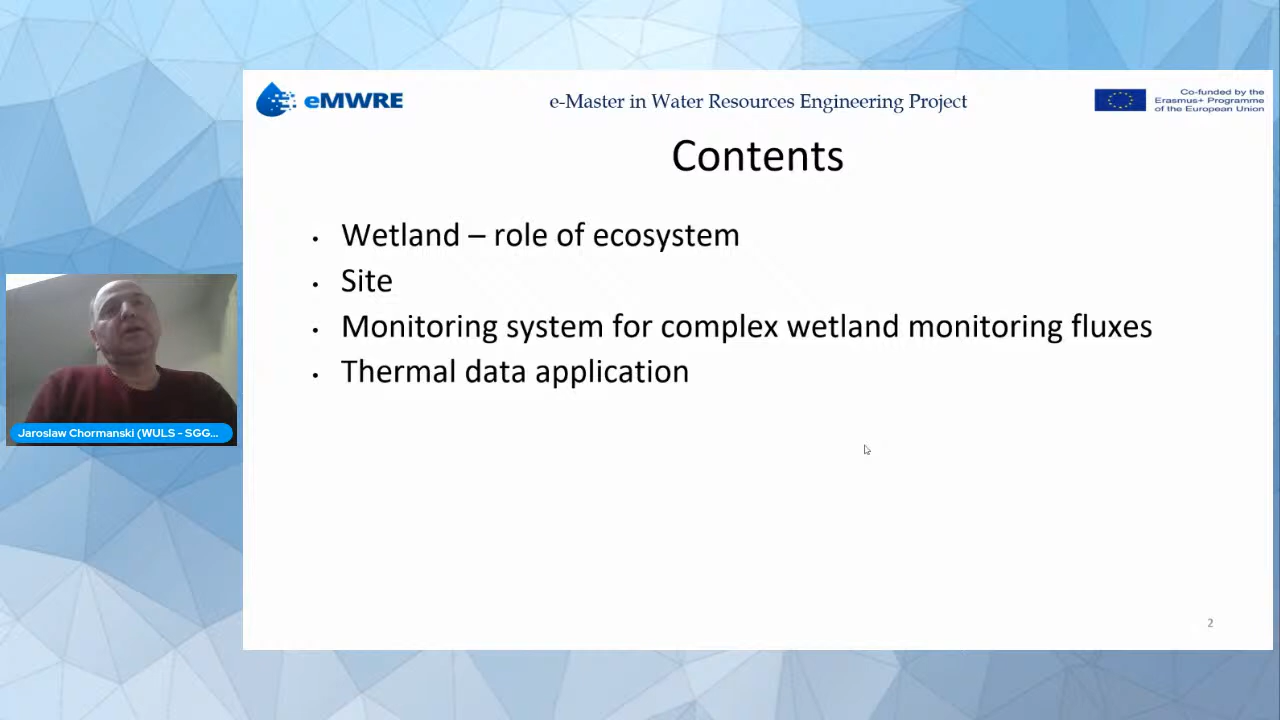 eMWRE
e-Master in Water Resources Engineering Project
Co-funded by the
Erasmus+ Programme
of the European Union
Contents
• Wetland – role of ecosystem
• Site
• Monitoring system for complex wetland monitoring fluxes
• Thermal data application
Jaroslaw Chormanski (WULS - SGG...
2